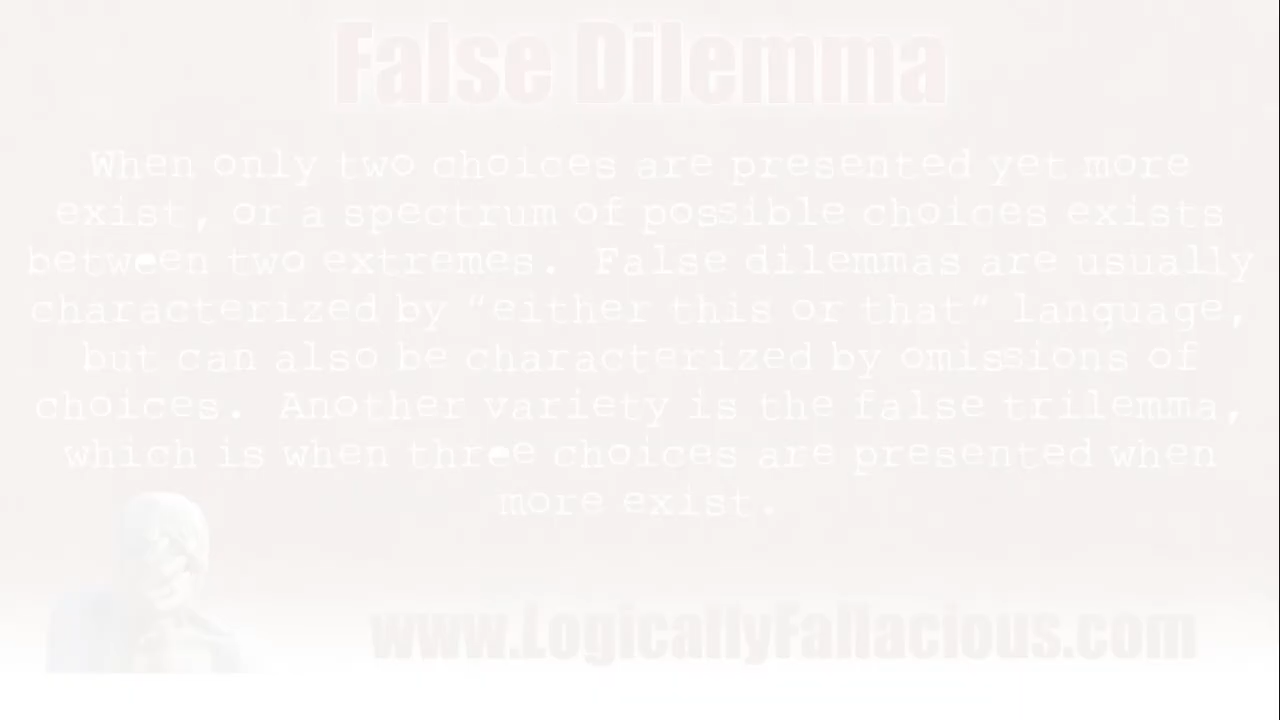 False Dilemma
When only two choices are presented yet more
exist, or a spectrum of possible choices exists
between two extremes. False dilemmas are usually
characterized by “either this or that” language,
but can also be characterized by omissions of
choices. Another variety is the false trilemma,
which is when three choices are presented when
more exist.
www.LogicallyFallacious.com